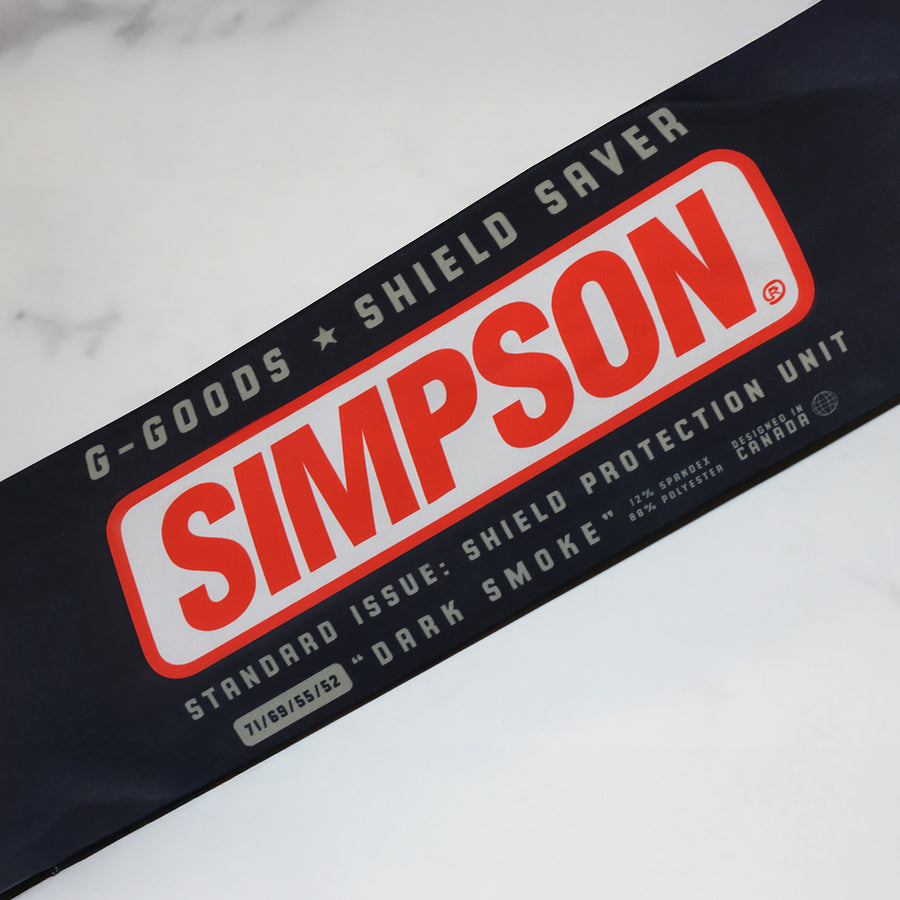 G-GOODS ★ SHIELD SAVER
SIMPSON®
STANDARD ISSUE: SHIELD PROTECTION UNIT
71/69/55/52 “DARK SMOKE”
12% SPANDEX
88% POLYESTER
DESIGNED IN
CANADA